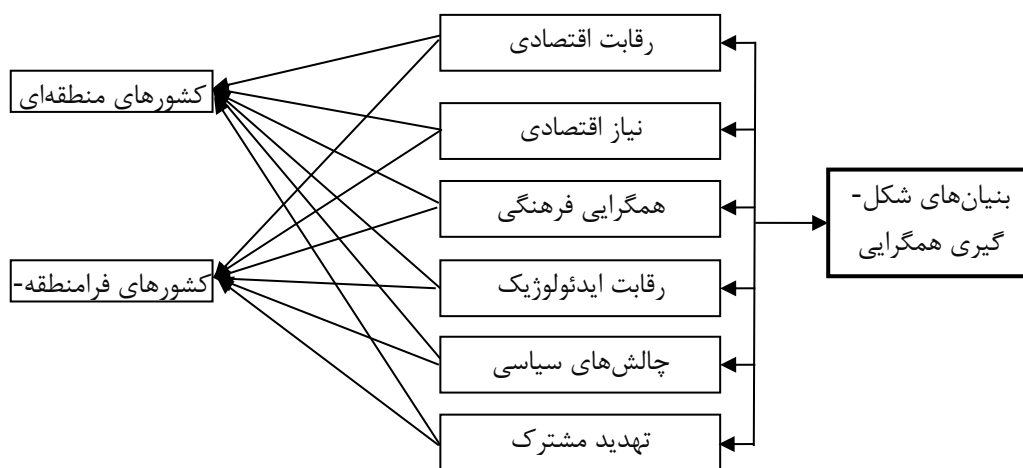 بنیان‌های شکل-
گیری همگرایی
رقابت اقتصادی
نیاز اقتصادی
همگرایی فرهنگی
رقابت ایدئولوژیک
چالش‌های سیاسی
تهدید مشترک
کشورهای منطقه‌ای
کشورهای فرامنطقه-